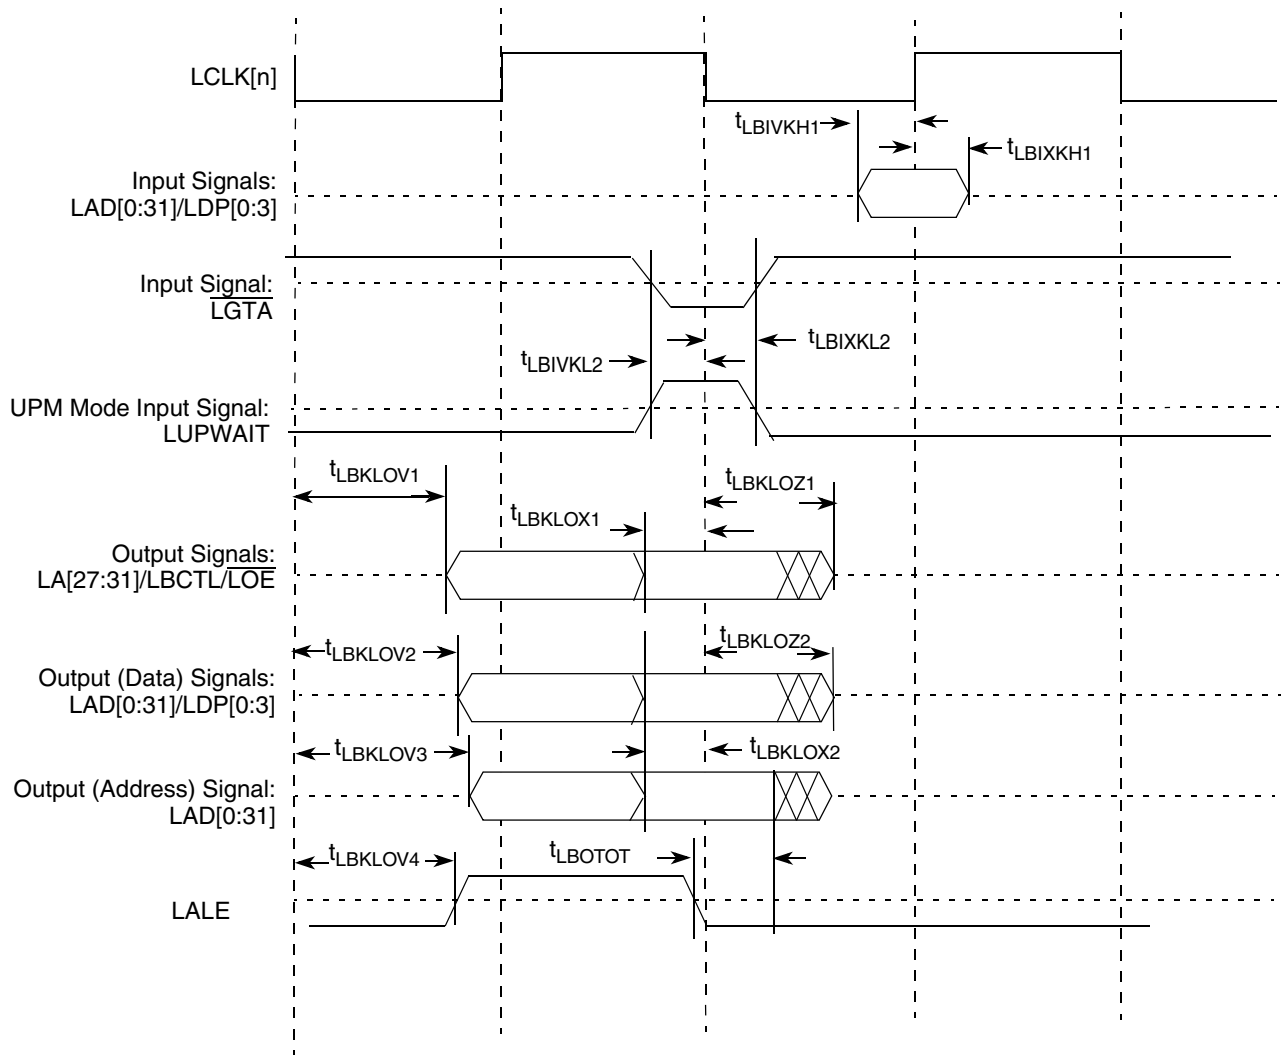 LCLK[n]
tLBIVKH1
tLBIXKH1
Input Signals:
LAD[0:31]/LDP[0:3]
Input Signal:
LGTA
tLBIXKL2
tLBIVKL2
UPM Mode Input Signal:
LUPWAIT
tLBKLOV1
tLBKLOZ1
tLBKLOX1
Output Signals:
LA[27:31]/LBCTL/LOE
tLBKLOV2
tLBKLOZ2
Output (Data) Signals:
LAD[0:31]/LDP[0:3]
tLBKLOV3
tLBKLOX2
Output (Address) Signal:
LAD[0:31]
tLBKLOV4
tLBOTOT
LALE